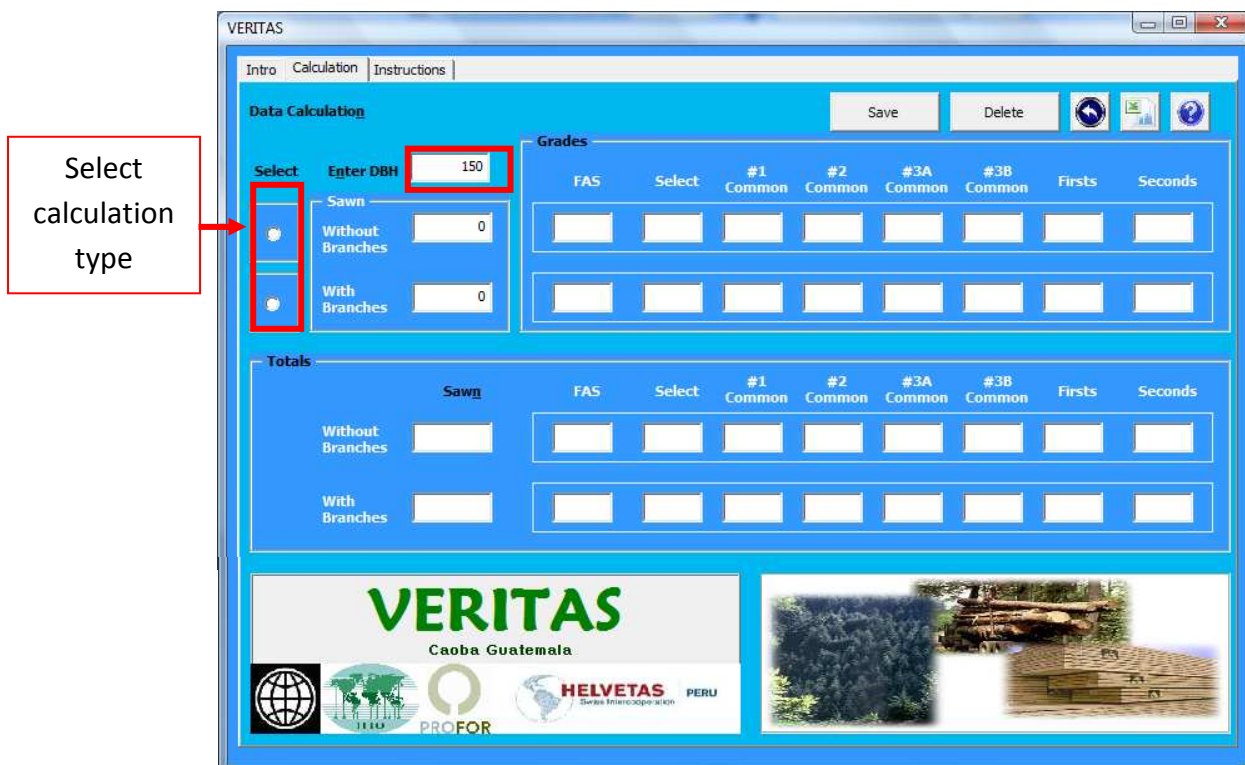 VERITAS
Intro Calculation Instructions
Data Calculation
Save Delete
Select
calculation
type
Select Enter DBH 150
Grades
FAS Select #1 Common #2 Common #3A Common #3B Common Firsts Seconds
Sawn
Without Branches 0
With Branches 0
Totals
Sawn FAS Select #1 Common #2 Common #3A Common #3B Common Firsts Seconds
Without Branches
With Branches
VERITAS
Caoba Guatemala
PROFOR
HELVETAS PERU
Swiss Intercooperation